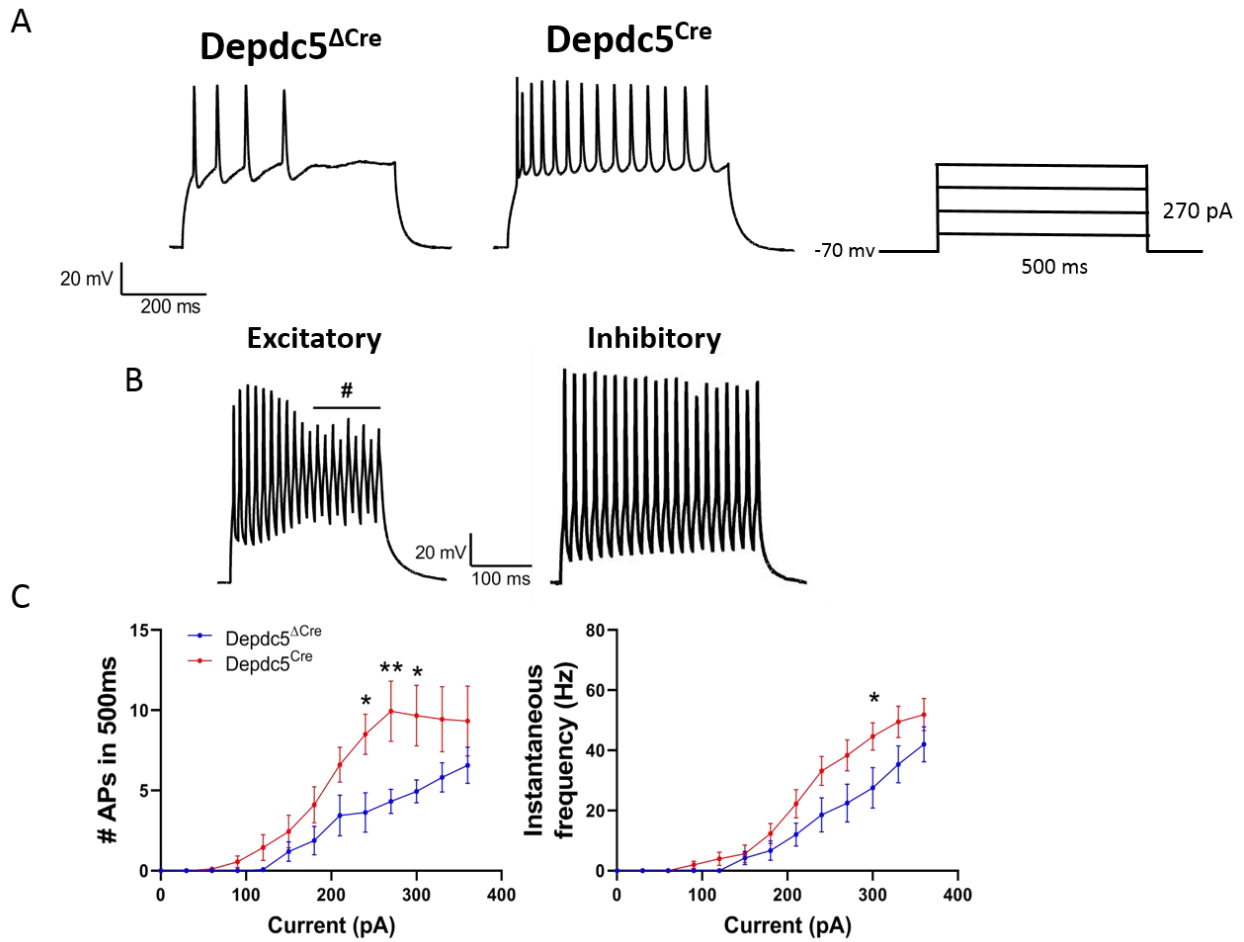 A
Depdc5ΔCre
Depdc5Cre
-70 mv
270 pA
500 ms
20 mV
200 ms
Excitatory
Inhibitory
B
#
20 mV
100 ms
C
15
10
5
0
# APs in 500ms
Depdc5ΔCre
Depdc5Cre
*
**
*
0
100
200
300
400
Current (pA)
80
60
40
20
0
Instantaneous
frequency (Hz)
*
0
100
200
300
400
Current (pA)